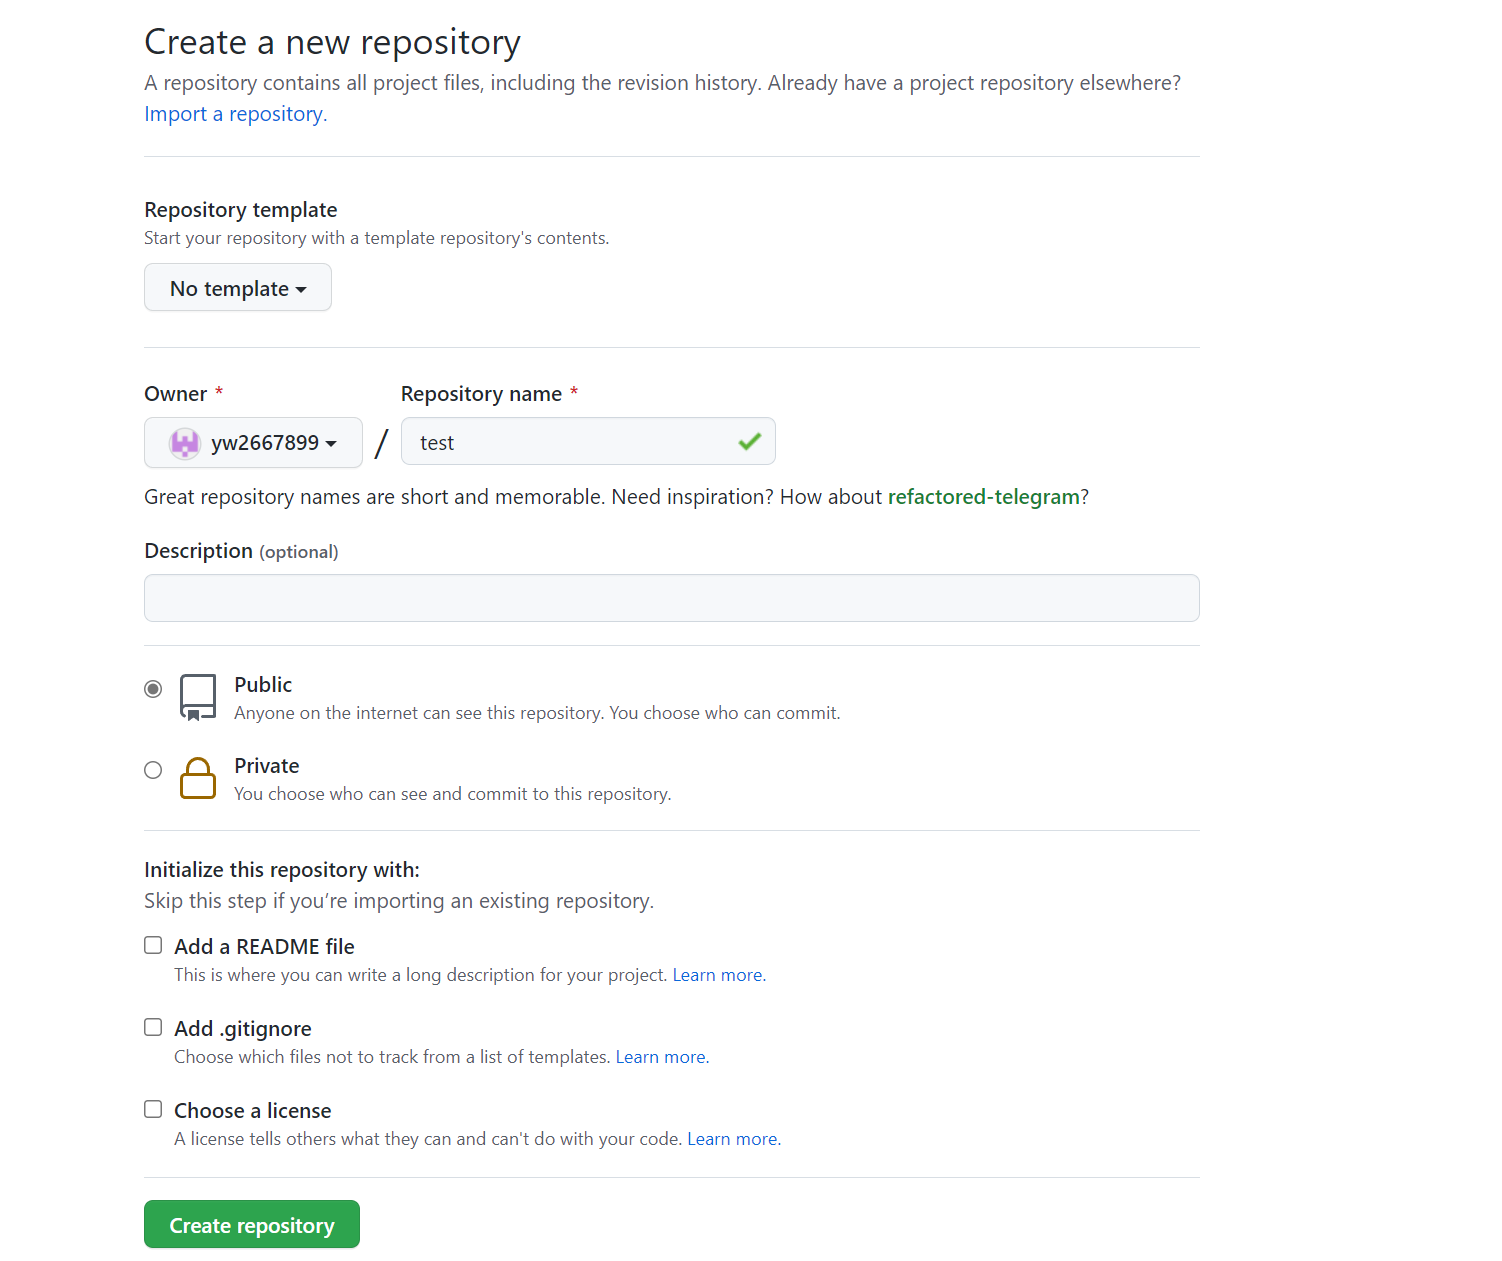 Create a new repository
A repository contains all project files, including the revision history. Already have a project repository elsewhere?
Import a repository.
Repository template
Start your repository with a template repository's contents.
No template
Owner * Repository name *
yw2667899 / test
Great repository names are short and memorable. Need inspiration? How about refactored-telegram?
Description (optional)
Public
Anyone on the internet can see this repository. You choose who can commit.
Private
You choose who can see and commit to this repository.
Initialize this repository with:
Skip this step if you’re importing an existing repository.
Add a README file
This is where you can write a long description for your project. Learn more.
Add .gitignore
Choose which files not to track from a list of templates. Learn more.
Choose a license
A license tells others what they can and can't do with your code. Learn more.
Create repository